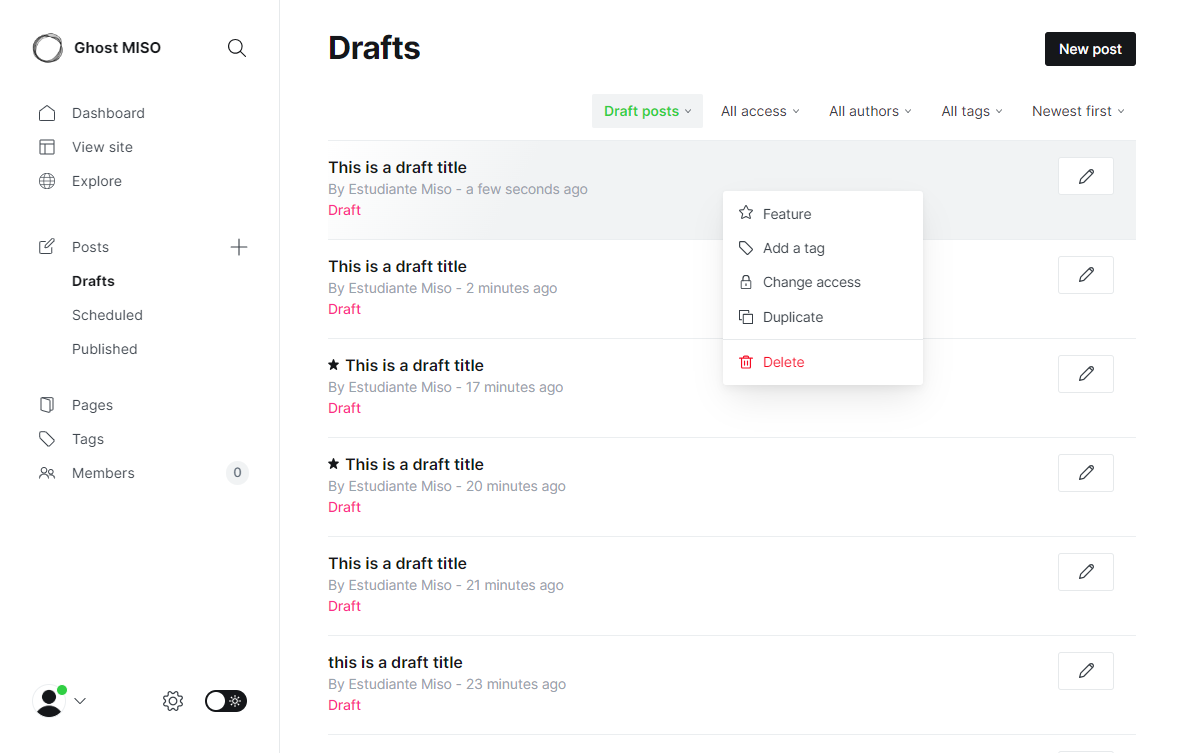 Ghost MISO
Dashboard
View site
Explore
Posts
Drafts
Scheduled
Published
Pages
Tags
Members 0
Drafts
New post
Draft posts All access All authors All tags Newest first
This is a draft title
By Estudiante Miso - a few seconds ago
Draft
Feature
Add a tag
Change access
Duplicate
Delete
This is a draft title
By Estudiante Miso - 2 minutes ago
Draft
This is a draft title
By Estudiante Miso - 17 minutes ago
Draft
This is a draft title
By Estudiante Miso - 20 minutes ago
Draft
This is a draft title
By Estudiante Miso - 21 minutes ago
Draft
this is a draft title
By Estudiante Miso - 23 minutes ago
Draft